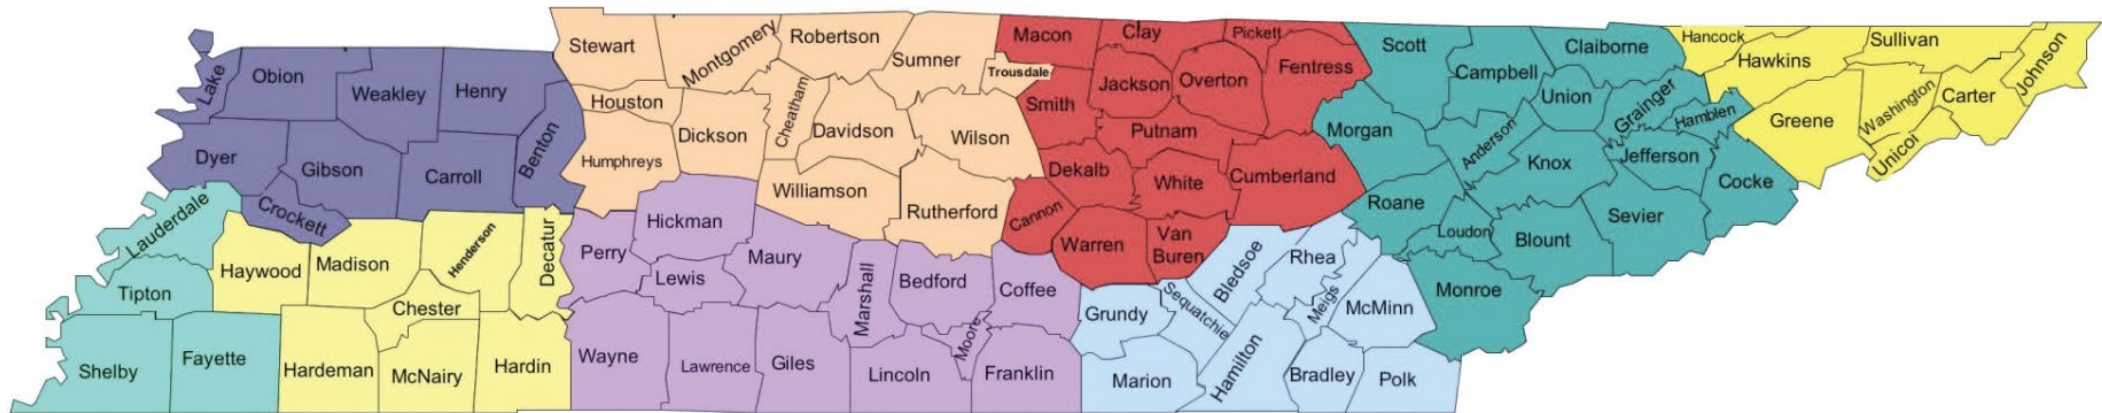 Lake
Obion
Weakley
Henry
Benton
Dyer
Gibson
Carroll
Crockett
Stewart
Montgomery
Robertson
Sumner
Trousdale
Houston
Dickson
Cheatham
Davidson
Wilson
Humphreys
Williamson
Rutherford
Macon
Clay
Pickett
Fentress
Jackson
Overton
Smith
Putnam
Dekalb
White
Cumberland
Cannon
Warren
Van
Buren
Scott
Campbell
Claiborne
Union
Grainger
Hamblen
Morgan
Anderson
Knox
Jefferson
Cocke
Roane
Loudon
Blount
Sevier
Monroe
Hancock
Hawkins
Sullivan
Johnson
Greene
Washington
Carter
Unicoi
Lauderdale
Tipton
Shelby
Fayette
Haywood
Madison
Henderson
Decatur
Chester
Hardeman
McNairy
Hardin
Perry
Hickman
Lewis
Maury
Marshall
Bedford
Coffee
Moore
Wayne
Lawrence
Giles
Lincoln
Franklin
Grundy
Sequatchie
Bledsoe
Rhea
Meigs
McMinn
Marion
Hamilton
Bradley
Polk